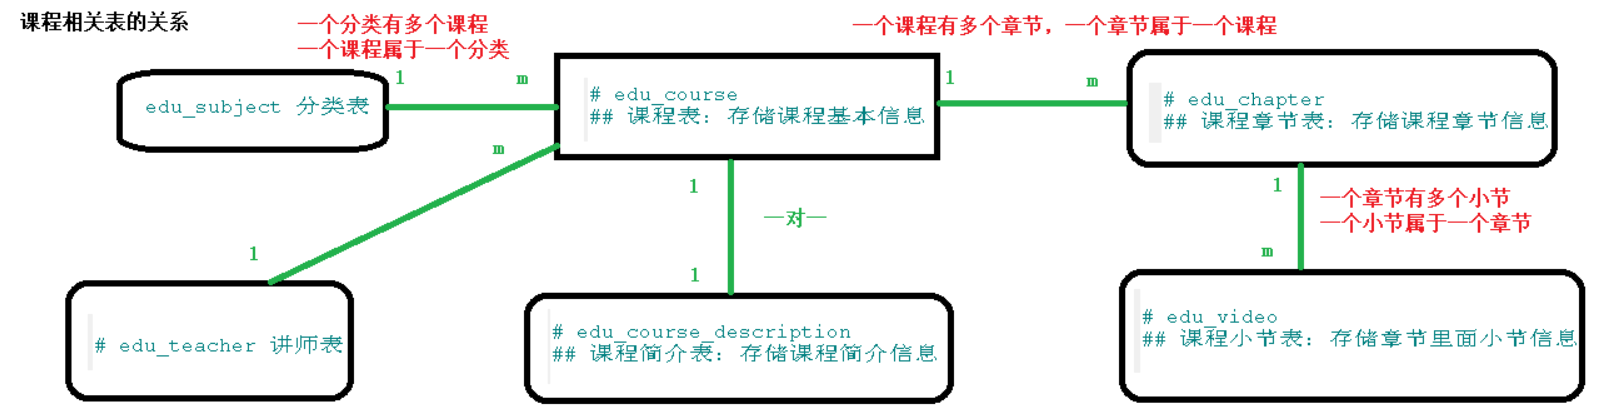 课程相关表的关系
一个分类有多个课程
一个课程属于一个分类
一个课程有多个章节，一个章节属于一个课程
1
m
1
m
edu_subject 分类表
# edu_course
## 课程表：存储课程基本信息
# edu_chapter
## 课程章节表：存储课程章节信息
m
1
1
一个章节有多个小节
一个小节属于一个章节
一对一
1
1
m
# edu_teacher 讲师表
# edu_course_description
## 课程简介表：存储课程简介信息
# edu_video
## 课程小节表：存储章节里面小节信息